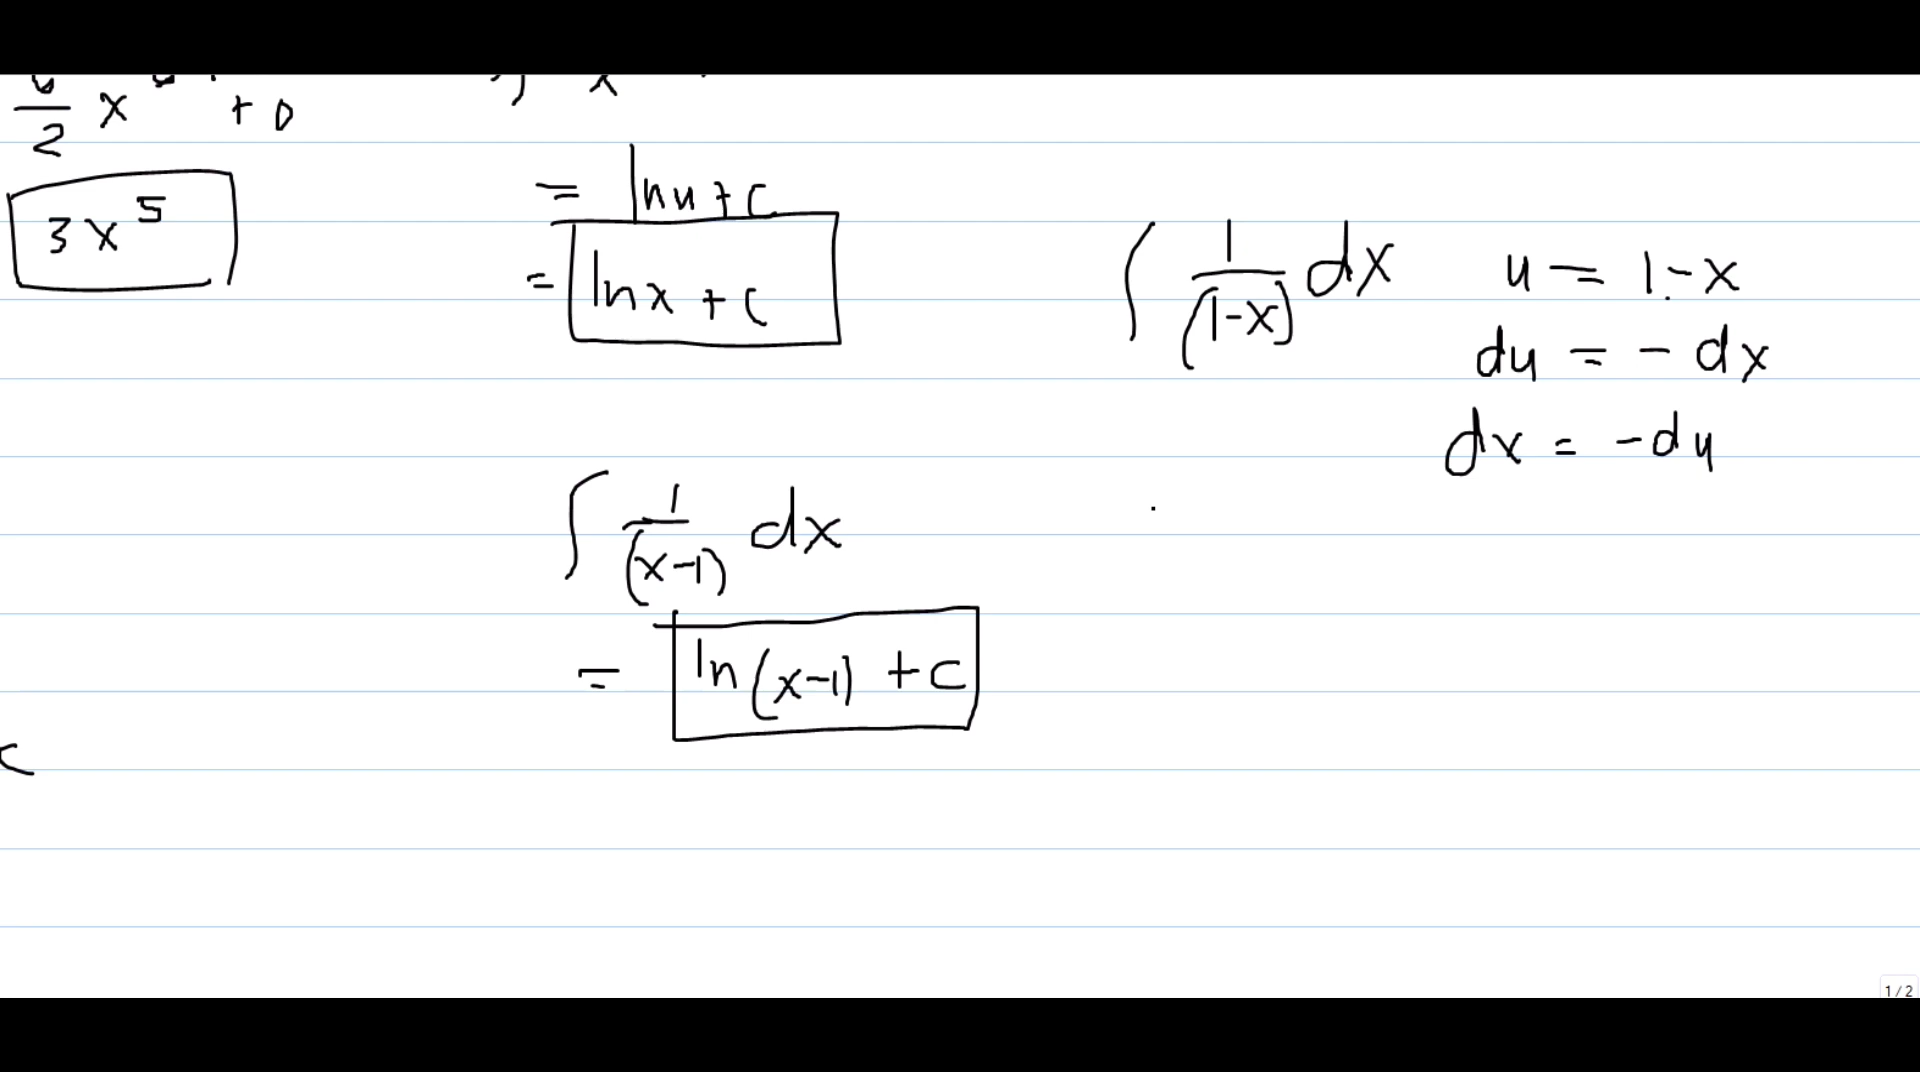 6/2 x + 0
3x^5
= ln u + c
= ln x + c
∫ 1/(x-1) dx
= ln (x-1) + c
∫ 1/(1-x) dx
u = 1-x
du = - dx
dx = -du
c
1 / 2